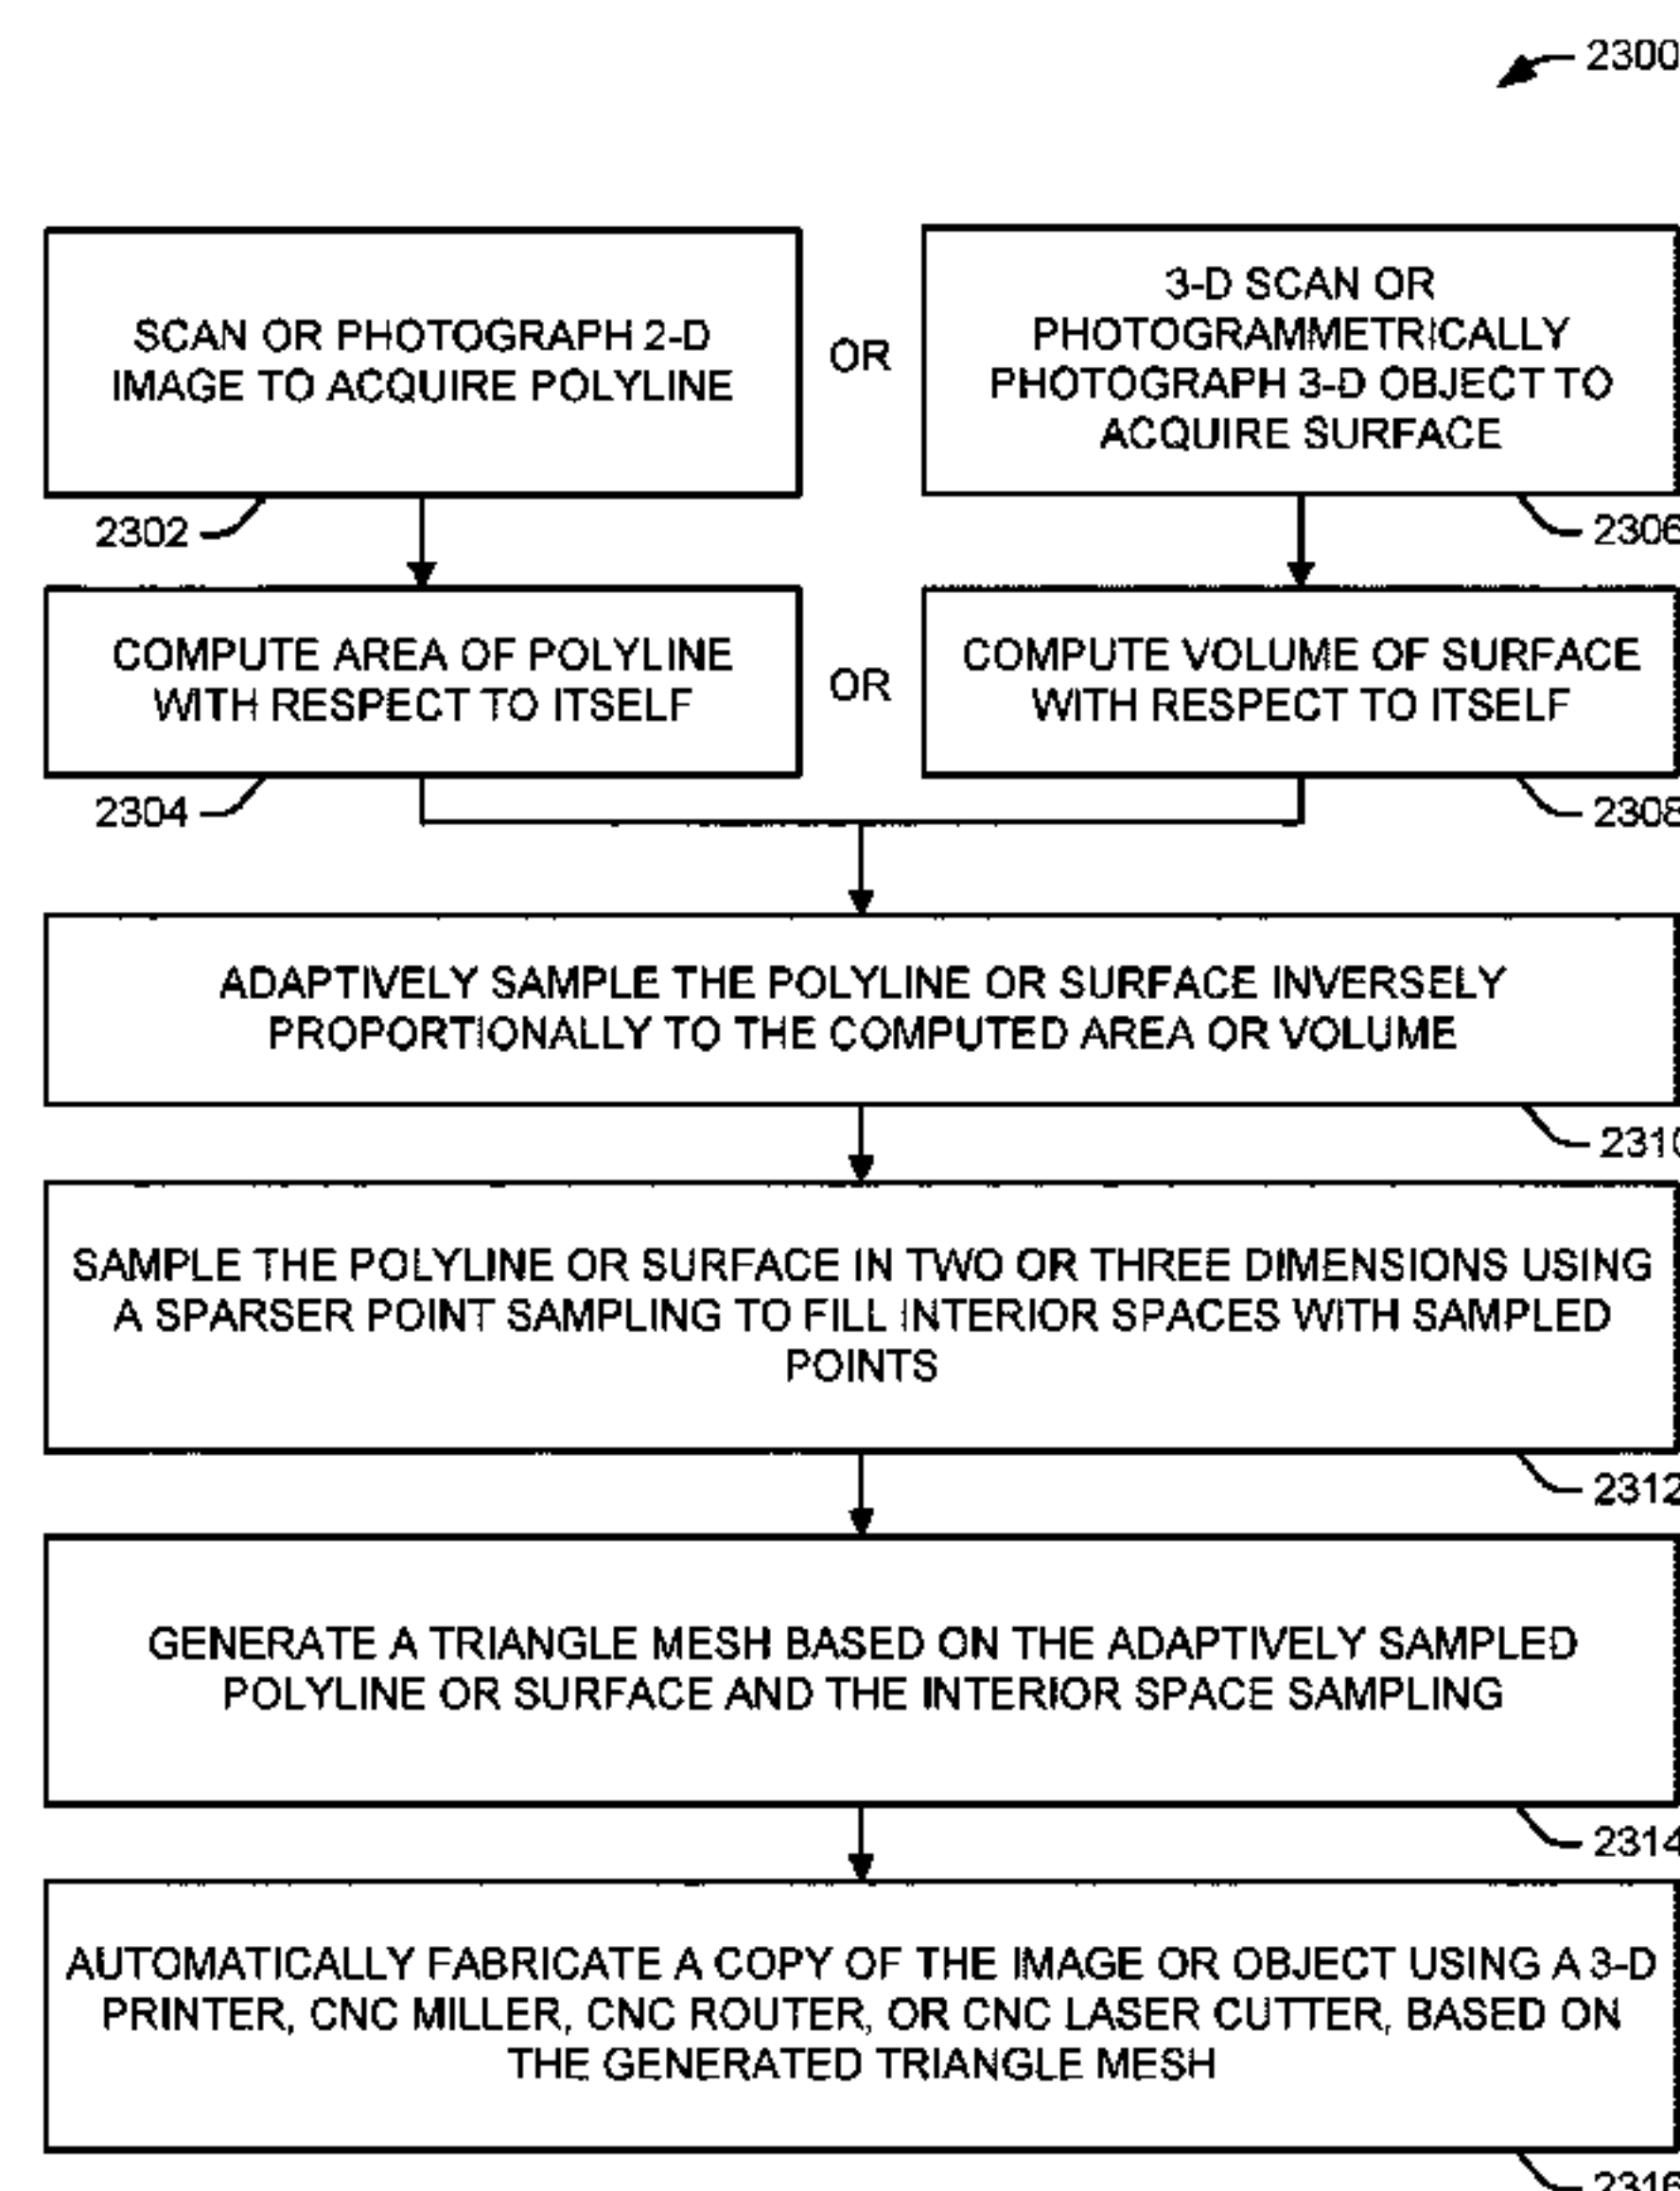 2300
SCAN OR PHOTOGRAPH 2-D
IMAGE TO ACQUIRE POLYLINE
OR
3-D SCAN OR
PHOTOGRAMMETRICALLY
PHOTOGRAPH 3-D OBJECT TO
ACQUIRE SURFACE
2302
2306
COMPUTE AREA OF POLYLINE
WITH RESPECT TO ITSELF
OR
COMPUTE VOLUME OF SURFACE
WITH RESPECT TO ITSELF
2304
2308
ADAPTIVELY SAMPLE THE POLYLINE OR SURFACE INVERSELY
PROPORTIONALLY TO THE COMPUTED AREA OR VOLUME
2310
SAMPLE THE POLYLINE OR SURFACE IN TWO OR THREE DIMENSIONS USING
A SPARSER POINT SAMPLING TO FILL INTERIOR SPACES WITH SAMPLED
POINTS
2312
GENERATE A TRIANGLE MESH BASED ON THE ADAPTIVELY SAMPLED
POLYLINE OR SURFACE AND THE INTERIOR SPACE SAMPLING
2314
AUTOMATICALLY FABRICATE A COPY OF THE IMAGE OR OBJECT USING A 3-D
PRINTER, CNC MILLER, CNC ROUTER, OR CNC LASER CUTTER, BASED ON
THE GENERATED TRIANGLE MESH
2316